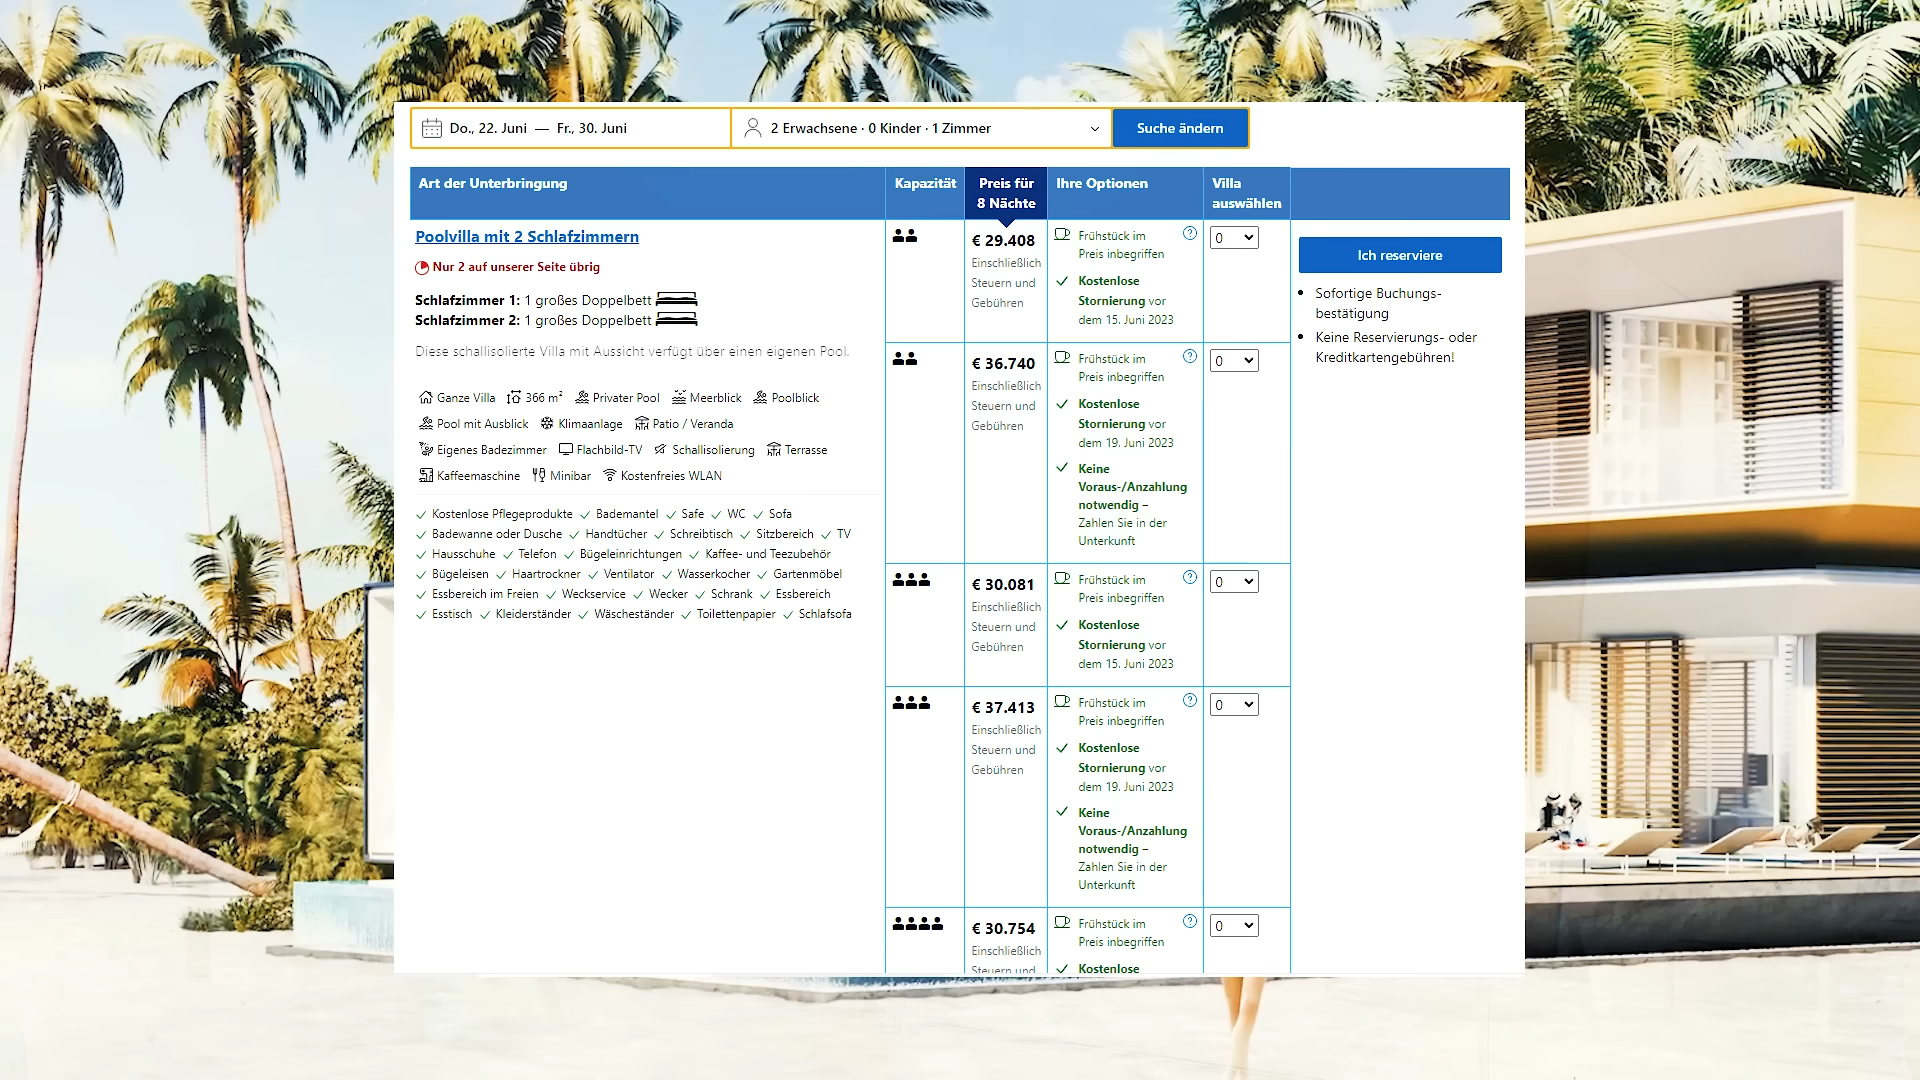 Do., 22. Juni — Fr., 30. Juni
2 Erwachsene · 0 Kinder · 1 Zimmer
Suche ändern
Art der Unterbringung
Kapazität
Preis für
8 Nächte
Ihre Optionen
Villa
auswählen
Poolvilla mit 2 Schlafzimmern
Nur 2 auf unserer Seite übrig
Schlafzimmer 1: 1 großes Doppelbett
Schlafzimmer 2: 1 großes Doppelbett
Diese schallisolierte Villa mit Aussicht verfügt über einen eigenen Pool.
Ganze Villa 366 m² Privater Pool Meerblick Poolblick
Pool mit Ausblick Klimaanlage Patio / Veranda
Eigenes Badezimmer Flachbild-TV Schallisolierung Terrasse
Kaffeemaschine Minibar Kostenfreies WLAN
Kostenlose Pflegeprodukte Bademantel Safe WC Sofa
Badewanne oder Dusche Handtücher Schreibtisch Sitzbereich TV
Hausschuhe Telefon Bügeleinrichtungen Kaffee- und Teezubehör
Bügeleisen Haartrockner Ventilator Wasserkocher Gartenmöbel
Essbereich im Freien Weckservice Wecker Schrank Essbereich
Esstisch Kleiderständer Wäscheständer Toilettenpapier Schlafsofa
€ 29.408
Einschließlich
Steuern und
Gebühren
Frühstück im
Preis inbegriffen
Kostenlose
Stornierung vor
dem 15. Juni 2023
0
Ich reserviere
Sofortige Buchungs-
bestätigung
Keine Reservierungs- oder
Kreditkartengebühren!
€ 36.740
Einschließlich
Steuern und
Gebühren
Frühstück im
Preis inbegriffen
Kostenlose
Stornierung vor
dem 19. Juni 2023
Keine
Voraus-/Anzahlung
notwendig –
Zahlen Sie in der
Unterkunft
0
€ 30.081
Einschließlich
Steuern und
Gebühren
Frühstück im
Preis inbegriffen
Kostenlose
Stornierung vor
dem 15. Juni 2023
0
€ 37.413
Einschließlich
Steuern und
Gebühren
Frühstück im
Preis inbegriffen
Kostenlose
Stornierung vor
dem 19. Juni 2023
Keine
Voraus-/Anzahlung
notwendig –
Zahlen Sie in der
Unterkunft
0
€ 30.754
Einschließlich
Steuern und
Frühstück im
Preis inbegriffen
Kostenlose
0